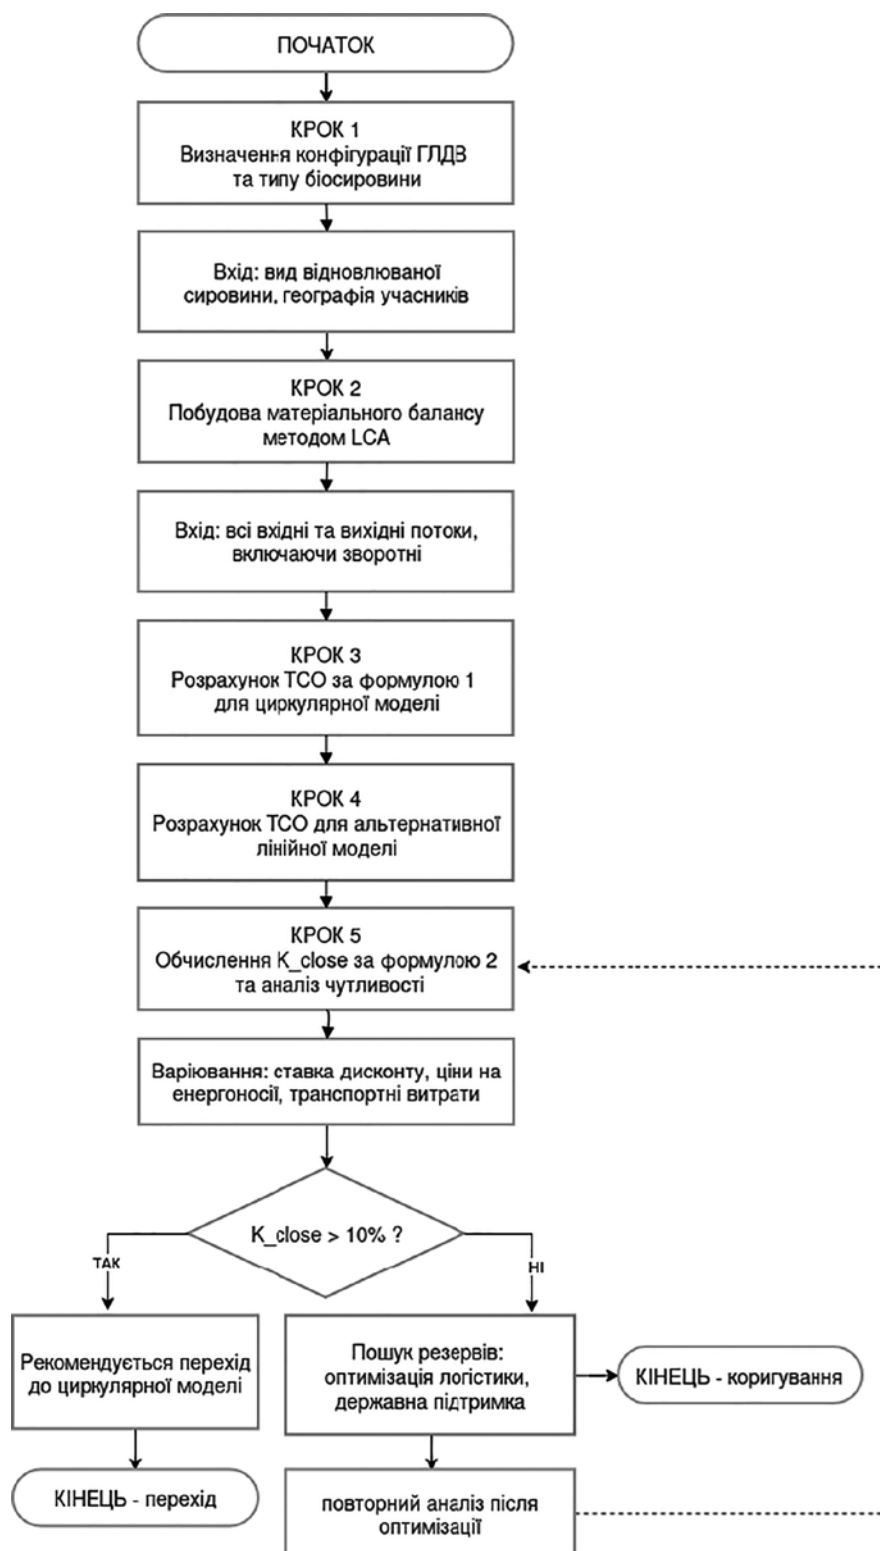 ПОЧАТОК
КРОК 1
Визначення конфігурації ГЛДВ
та типу біосировини
Вхід: вид відновлюваної
сировини, географія учасників
КРОК 2
Побудова матеріального балансу
методом LCA
Вхід: всі вхідні та вихідні потоки,
включаючи зворотні
КРОК 3
Розрахунок TCO за формулою 1
для циркулярної моделі
КРОК 4
Розрахунок TCO для альтернативної
лінійної моделі
КРОК 5
Обчислення K_close за формулою 2
та аналіз чутливості
Варіювання: ставка дисконту, ціни на
енергоносії, транспортні витрати
K_close > 10% ?
ТАК
НІ
Рекомендується перехід
до циркулярної моделі
Пошук резервів:
оптимізація логістики,
державна підтримка
КІНЕЦЬ - коригування
КІНЕЦЬ - перехід
повторний аналіз після
оптимізації